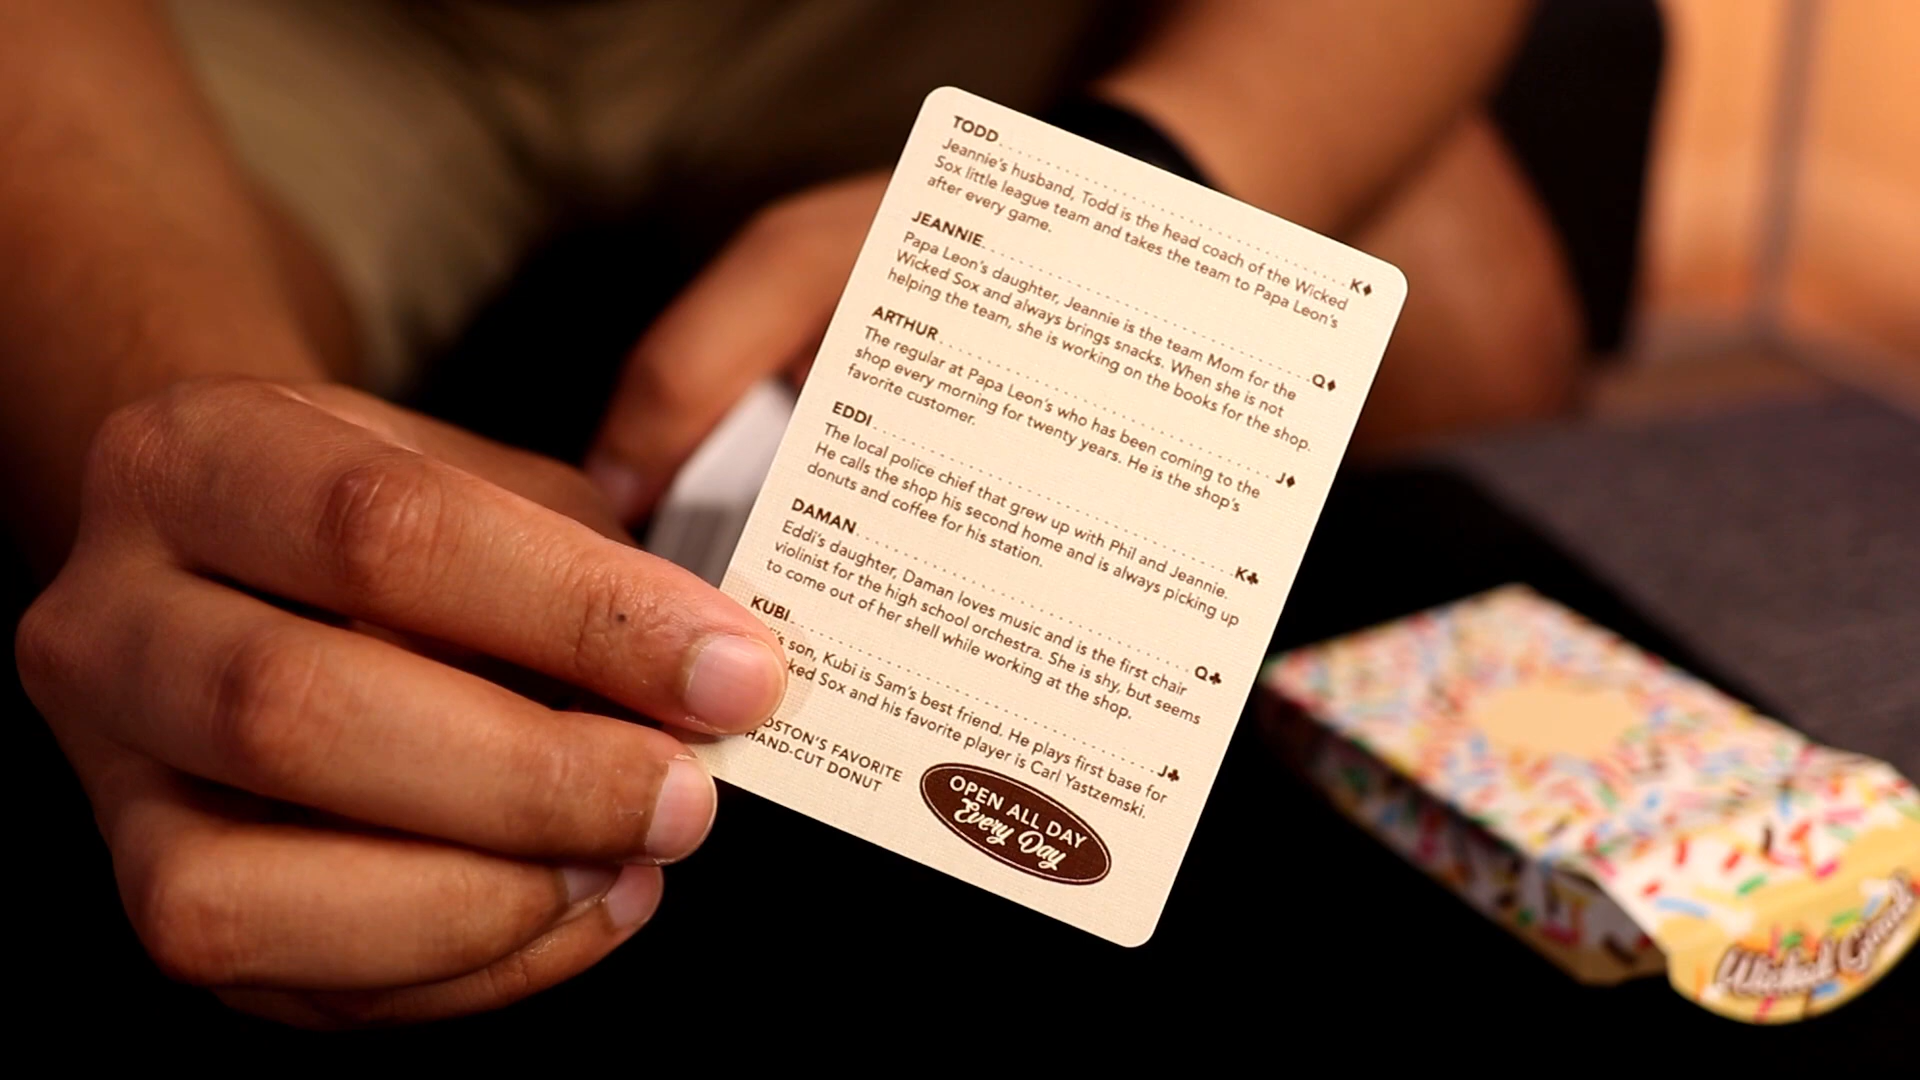 TODD K♦
Jeannie's husband, Todd is the head coach of the Wicked
Sox little league team and takes the team to Papa Leon's
after every game.
JEANNIE Q♦
Papa Leon's daughter, Jeannie is the team Mom for the
Wicked Sox and always brings snacks. When she is not
helping the team, she is working on the books for the shop.
ARTHUR J♦
The regular at Papa Leon's who has been coming to the
shop every morning for twenty years. He is the shop's
favorite customer.
EDDI K♣
The local police chief that grew up with Phil and Jeannie.
He calls the shop his second home and is always picking up
donuts and coffee for his station.
DAMAN Q♣
Eddi's daughter, Daman loves music and is the first chair
violinist for the high school orchestra. She is shy, but seems
to come out of her shell while working at the shop.
KUBI J♣
son, Kubi is Sam's best friend. He plays first base for
Sox and his favorite player is Carl Yastzemski.
BOSTON'S FAVORITE
HAND-CUT DONUT
OPEN ALL DAY
Every Day
Wicked